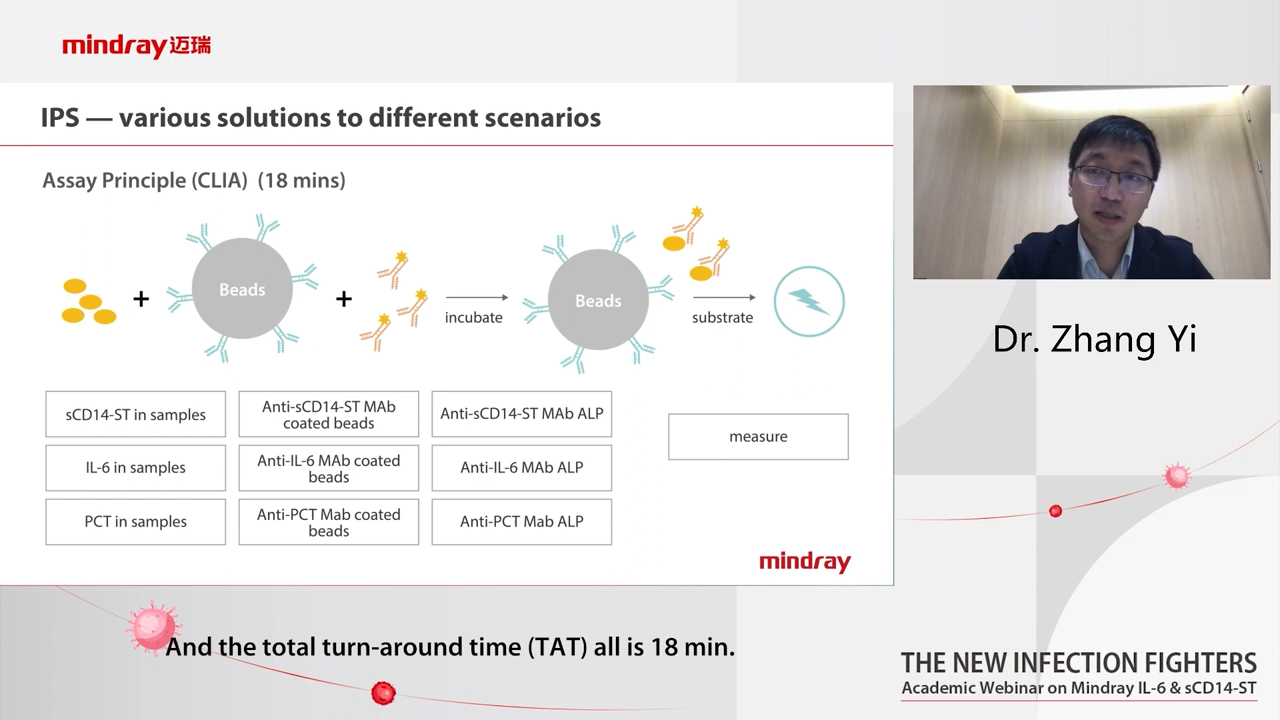 mindray迈瑞
IPS — various solutions to different scenarios
Assay Principle (CLIA) (18 mins)
Beads
+
+
incubate
Beads
substrate
sCD14-ST in samples
Anti-sCD14-ST MAb
coated beads
Anti-sCD14-ST MAb ALP
measure
IL-6 in samples
Anti-IL-6 MAb coated
beads
Anti-IL-6 MAb ALP
PCT in samples
Anti-PCT Mab coated
beads
Anti-PCT Mab ALP
mindray
Dr. Zhang Yi
And the total turn-around time (TAT) all is 18 min.
THE NEW INFECTION FIGHTERS
Academic Webinar on Mindray IL-6 & sCD14-ST